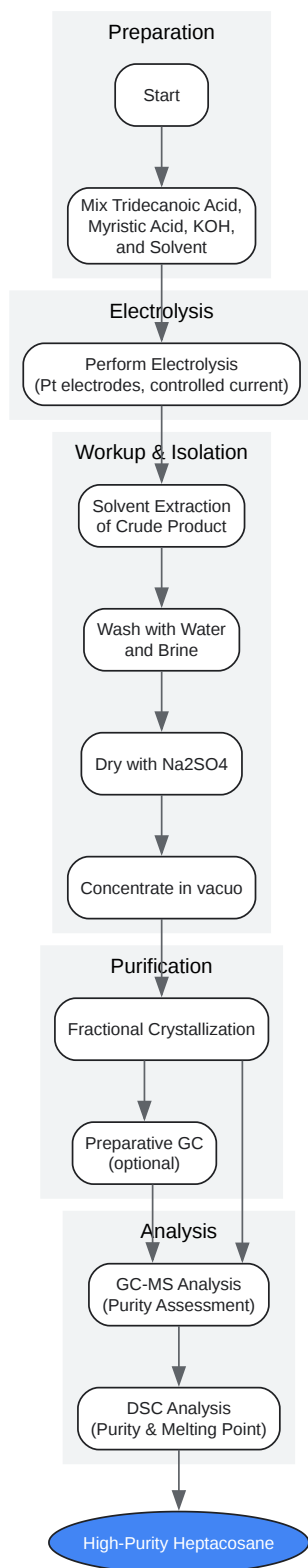 Preparation
Start
Mix Tridecanoic Acid,
Myristic Acid, KOH,
and Solvent
Electrolysis
Perform Electrolysis
(Pt electrodes, controlled current)
Workup & Isolation
Solvent Extraction
of Crude Product
Wash with Water
and Brine
Dry with Na2SO4
Concentrate in vacuo
Purification
Fractional Crystallization
Preparative GC
(optional)
Analysis
GC-MS Analysis
(Purity Assessment)
DSC Analysis
(Purity & Melting Point)
High-Purity Heptacosane